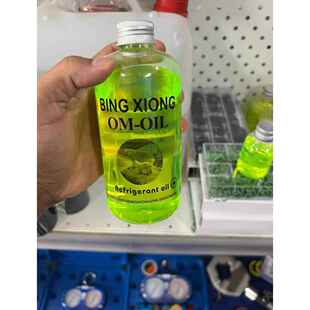 BING XIONG
OM-OIL
Refrigerant oil